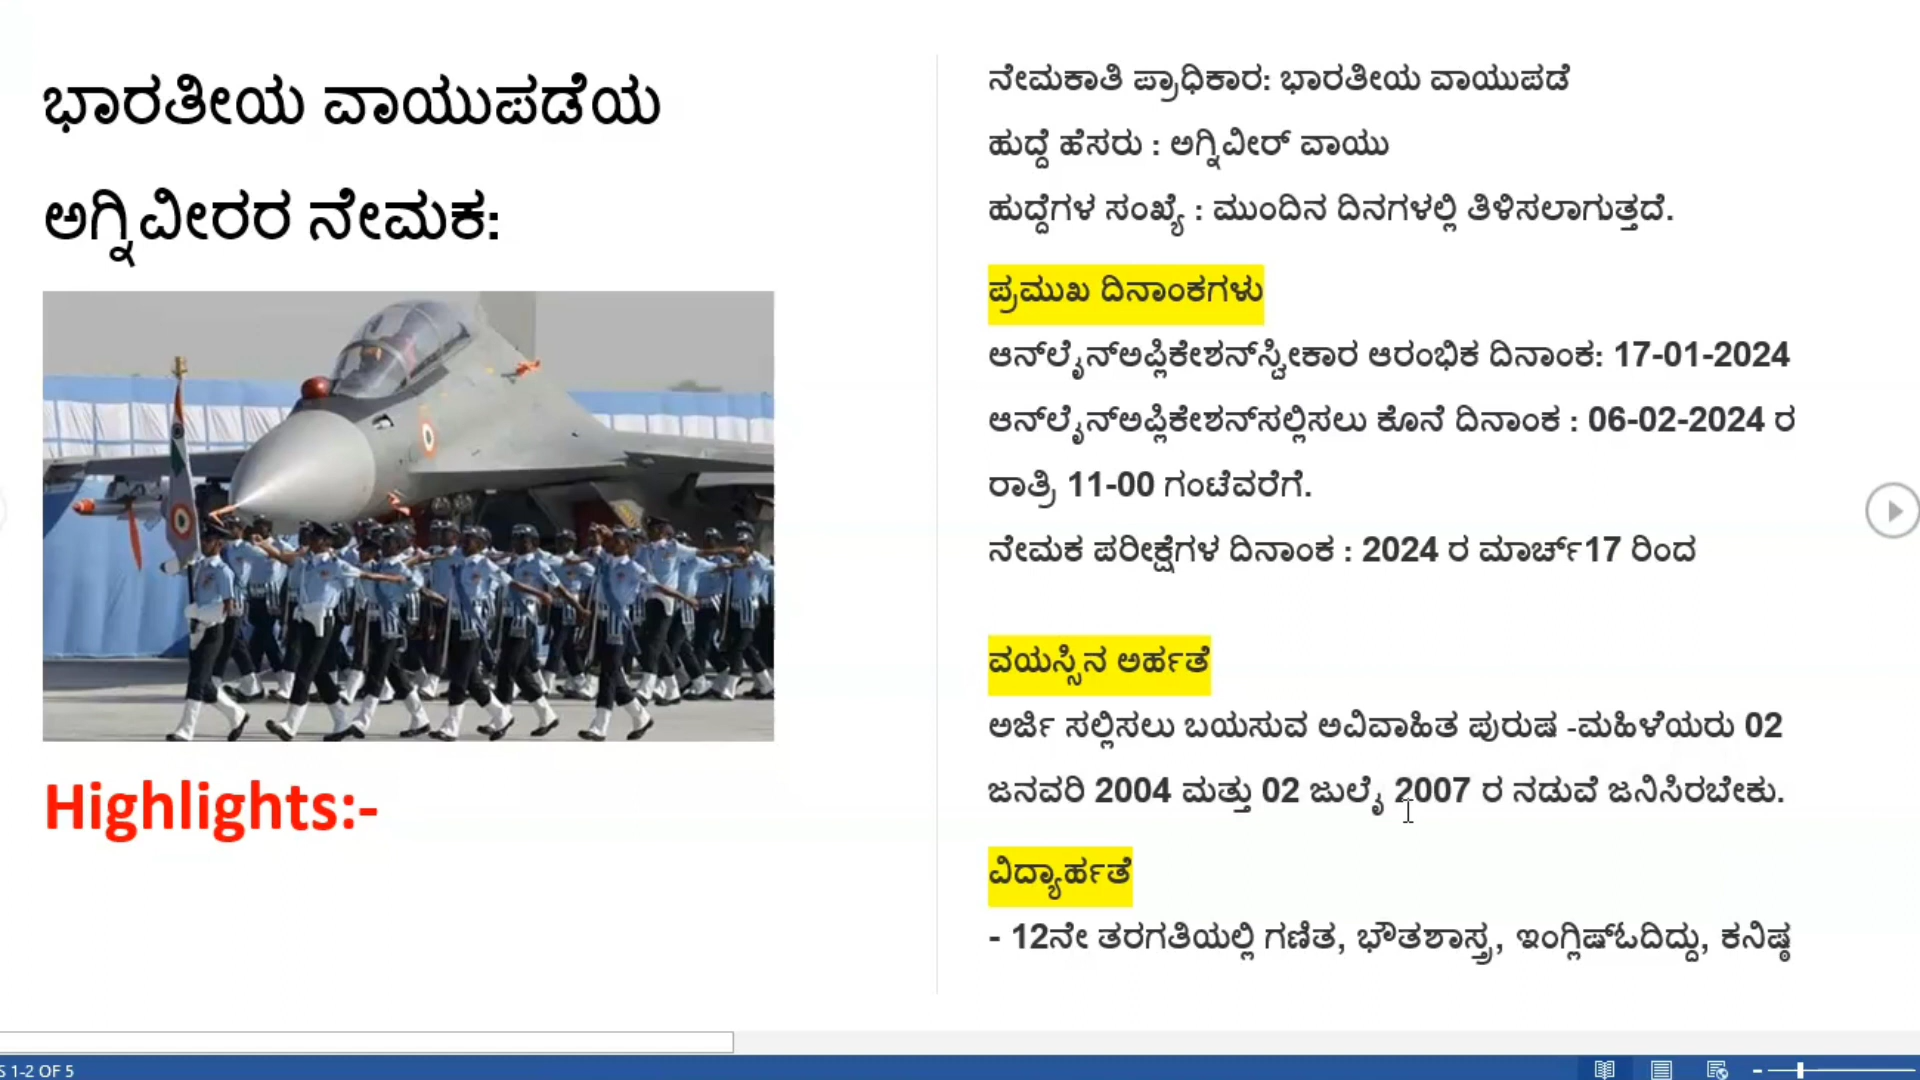 ಭಾರತೀಯ ವಾಯುಪಡೆಯ
ಅಗ್ನಿವೀರರ ನೇಮಕ:
Highlights:-
ನೇಮಕಾತಿ ಪ್ರಾಧಿಕಾರ: ಭಾರತೀಯ ವಾಯುಪಡೆ
ಹುದ್ದೆ ಹೆಸರು : ಅಗ್ನಿವೀರ್ ವಾಯು
ಹುದ್ದೆಗಳ ಸಂಖ್ಯೆ : ಮುಂದಿನ ದಿನಗಳಲ್ಲಿ ತಿಳಿಸಲಾಗುತ್ತದೆ.
ಪ್ರಮುಖ ದಿನಾಂಕಗಳು
ಆನ್‌ಲೈನ್‌ಅಪ್ಲಿಕೇಶನ್‌ಸ್ವೀಕಾರ ಆರಂಭಿಕ ದಿನಾಂಕ: 17-01-2024
ಆನ್‌ಲೈನ್‌ಅಪ್ಲಿಕೇಶನ್‌ಸಲ್ಲಿಸಲು ಕೊನೆ ದಿನಾಂಕ : 06-02-2024 ರ
ರಾತ್ರಿ 11-00 ಗಂಟೆವರೆಗೆ.
ನೇಮಕ ಪರೀಕ್ಷೆಗಳ ದಿನಾಂಕ : 2024 ರ ಮಾರ್ಚ್‌17 ರಿಂದ
ವಯಸ್ಸಿನ ಅರ್ಹತೆ
ಅರ್ಜಿ ಸಲ್ಲಿಸಲು ಬಯಸುವ ಅವಿವಾಹಿತ ಪುರುಷ -ಮಹಿಳೆಯರು 02
ಜನವರಿ 2004 ಮತ್ತು 02 ಜುಲೈ 2007 ರ ನಡುವೆ ಜನಿಸಿರಬೇಕು.
ವಿದ್ಯಾರ್ಹತೆ
- 12ನೇ ತರಗತಿಯಲ್ಲಿ ಗಣಿತ, ಭೌತಶಾಸ್ತ್ರ, ಇಂಗ್ಲಿಷ್‌ಓದಿದ್ದು, ಕನಿಷ್ಠ
S 1-2 OF 5